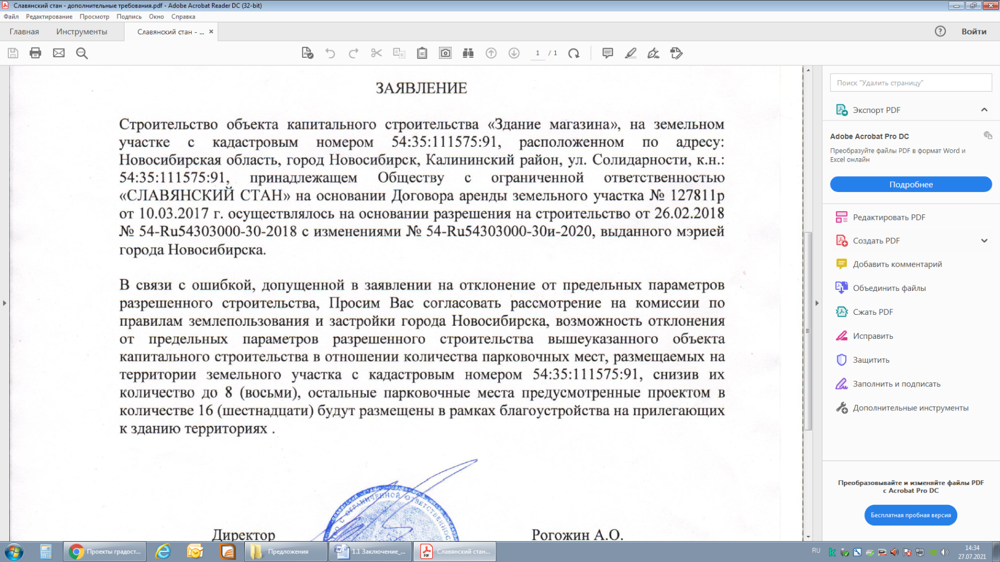 Славянский стан - дополнительные требования.pdf - Adobe Acrobat Reader DC (32-bit)
Файл Редактирование Просмотр Подпись Окно Справка
Главная Инструменты Славянский стан - ... × Войти
1 / 1
ЗАЯВЛЕНИЕ
Строительство объекта капитального строительства «Здание магазина», на земельном
участке с кадастровым номером 54:35:111575:91, расположенном по адресу:
Новосибирская область, город Новосибирск, Калининский район, ул. Солидарности, к.н.:
54:35:111575:91, принадлежащем Обществу с ограниченной ответственностью
«СЛАВЯНСКИЙ СТАН» на основании Договора аренды земельного участка № 127811р
от 10.03.2017 г. осуществлялось на основании разрешения на строительство от 26.02.2018
№ 54-Ru54303000-30-2018 с изменениями № 54-Ru54303000-30и-2020, выданного мэрией
города Новосибирска.
В связи с ошибкой, допущенной в заявлении на отклонение от предельных параметров
разрешенного строительства, Просим Вас согласовать рассмотрение на комиссии по
правилам землепользования и застройки города Новосибирска, возможность отклонения
от предельных параметров разрешенного строительства вышеуказанного объекта
капитального строительства в отношении количества парковочных мест, размещаемых на
территории земельного участка с кадастровым номером 54:35:111575:91, снизив их
количество до 8 (восьми), остальные парковочные места предусмотренные проектом в
количестве 16 (шестнадцати) будут размещены в рамках благоустройства на прилегающих
к зданию территориях .
С ОГРАНИЧЕННОЙ ОТВЕТСТВЕННОС
Директор Рогожин А.О.
Поиск "Удалить страницу"
Экспорт PDF
Adobe Acrobat Pro DC
Преобразуйте файлы PDF в формат Word и
Excel онлайн
Подробнее
Редактировать PDF
Создать PDF
Добавить комментарий
Объединить файлы
Сжать PDF
Исправить
Защитить
Заполнить и подписать
Дополнительные инструменты
Преобразовывайте и изменяйте файлы PDF
с Acrobat Pro DC
Бесплатная пробная версия
Проекты градост... Предложения 1.1 Заключение_... Славянский стан... RU 14:34
27.07.2021